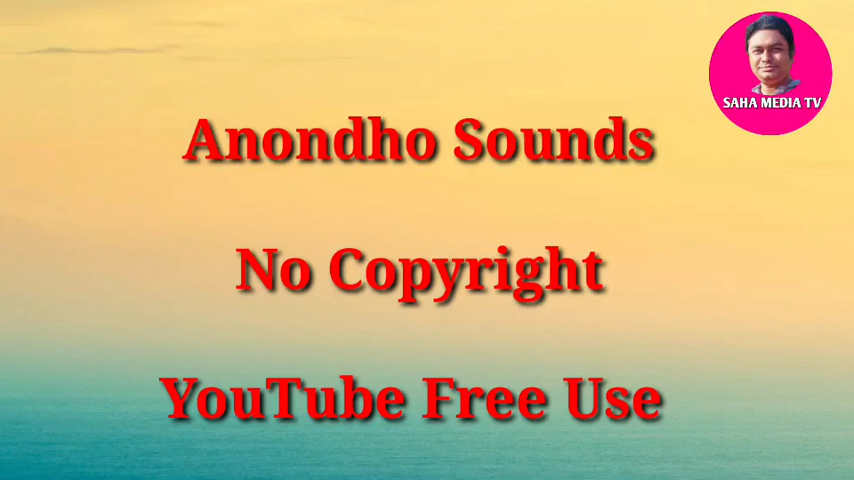 SAHA MEDIA TV
Anondho Sounds
No Copyright
YouTube Free Use